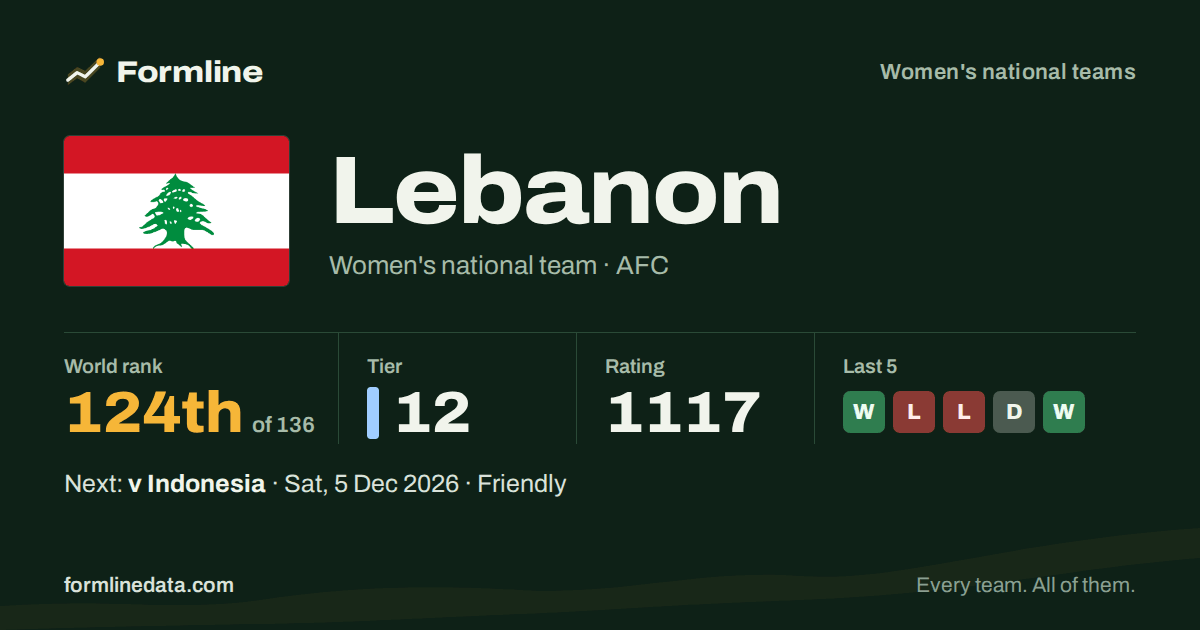 Formline
Women's national teams
Lebanon
Women's national team · AFC
World rank
124th of 136
Tier
12
Rating
1117
Last 5
W L L D W
Next: v Indonesia · Sat, 5 Dec 2026 · Friendly
formlinedata.com
Every team. All of them.